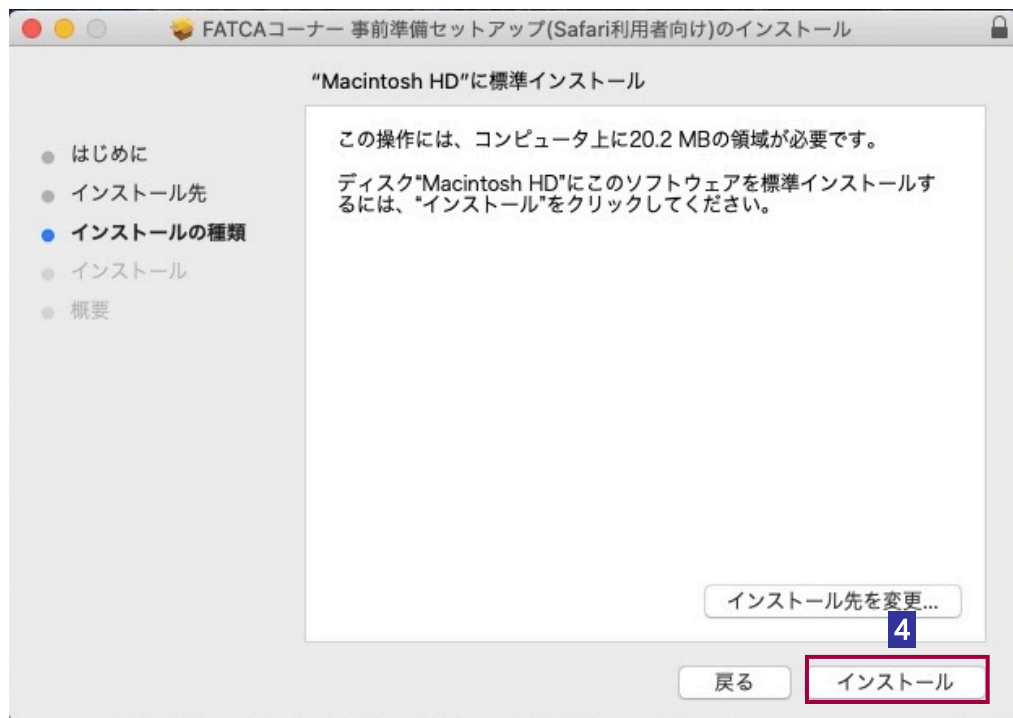 FATCAコーナー 事前準備セットアップ(Safari利用者向け)のインストール
“Macintosh HD”に標準インストール
はじめに
インストール先
インストールの種類
インストール
概要
この操作には、コンピュータ上に20.2 MBの領域が必要です。
ディスク“Macintosh HD”にこのソフトウェアを標準インストールす
るには、“インストール”をクリックしてください。
インストール先を変更...
4
戻る
インストール